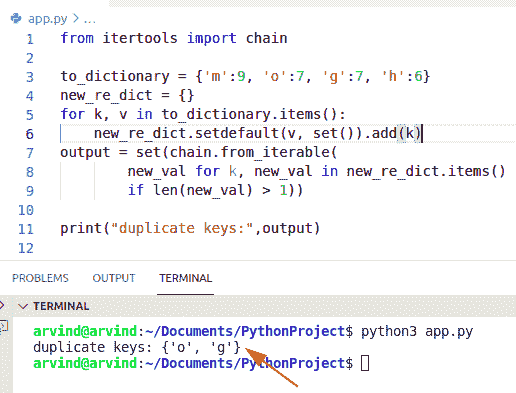 app.py > ...
1 from itertools import chain
2
3 to_dictionary = {'m':9, 'o':7, 'g':7, 'h':6}
4 new_re_dict = {}
5 for k, v in to_dictionary.items():
6     new_re_dict.setdefault(v, set()).add(k)
7 output = set(chain.from_iterable(
8         new_val for k, new_val in new_re_dict.items()
9         if len(new_val) > 1))
10
11 print("duplicate keys:",output)
12
PROBLEMS OUTPUT TERMINAL
TERMINAL
arvind@arvind:~/Documents/PythonProject$ python3 app.py
duplicate keys: {'o', 'g'}
arvind@arvind:~/Documents/PythonProject$